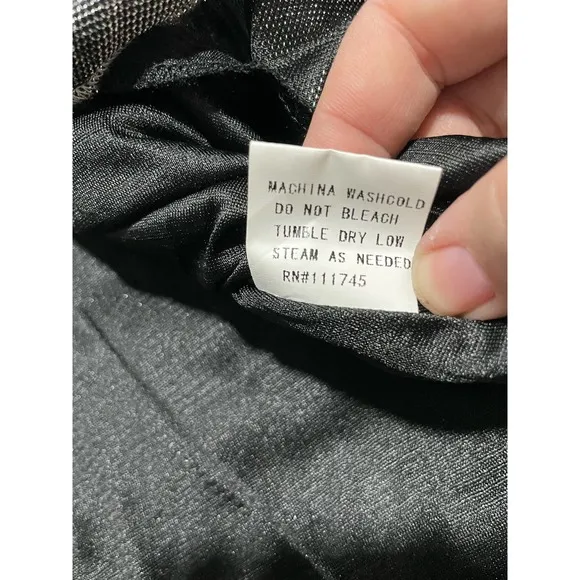 MACHINA WASHCOLD
DO NOT BLEACH
TUMBLE DRY LOW
STEAM AS NEEDED
RN#111745